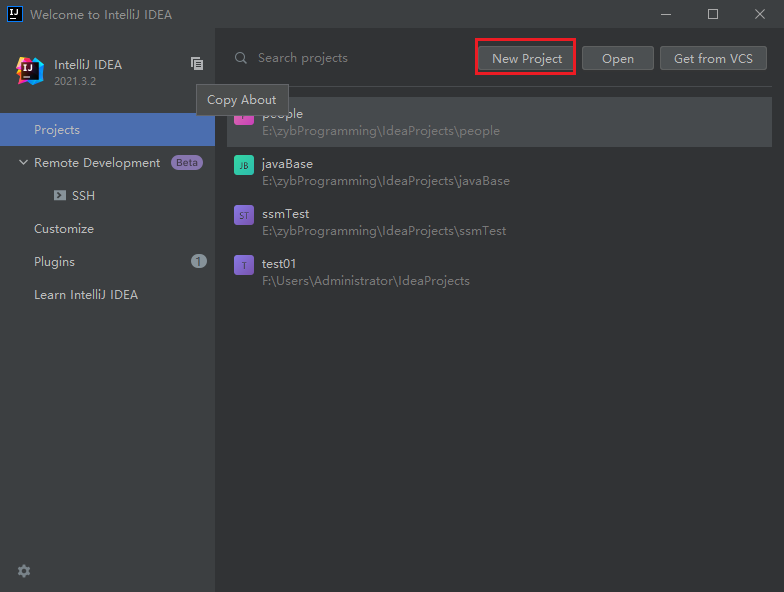 Welcome to IntelliJ IDEA
IntelliJ IDEA
2021.3.2
Search projects
New Project
Open
Get from VCS
Copy About
Projects
Remote Development Beta
SSH
Customize
Plugins 1
Learn IntelliJ IDEA
people
E:\zybProgramming\IdeaProjects\people
JB javaBase
E:\zybProgramming\IdeaProjects\javaBase
ST ssmTest
E:\zybProgramming\IdeaProjects\ssmTest
T test01
F:\Users\Administrator\IdeaProjects